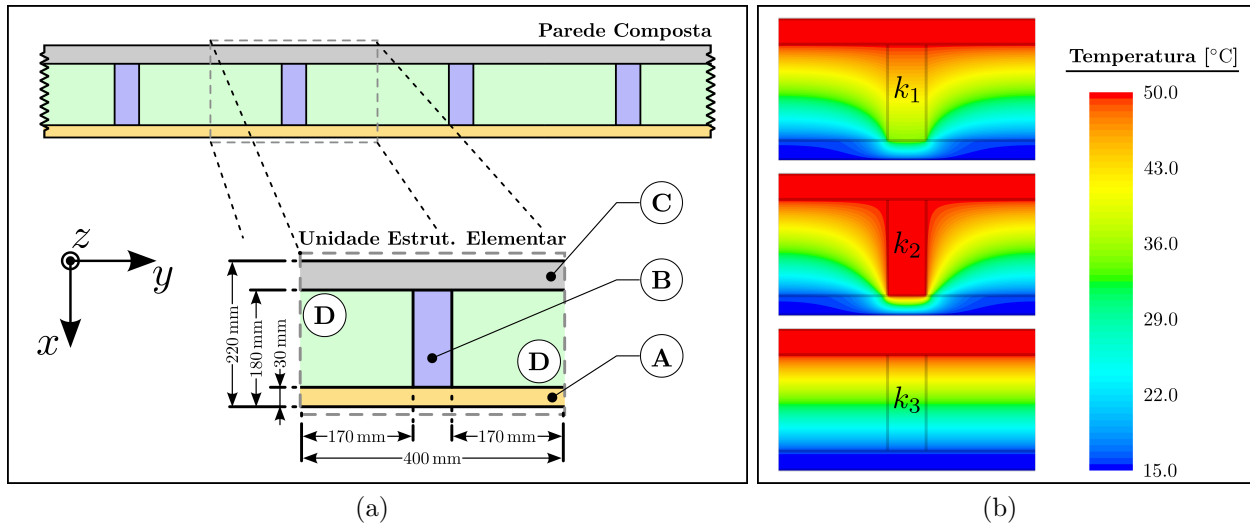 Parede Composta
Unidade Estrut. Elementar
C
B
A
D
D
z
y
x
220 mm
180 mm
30 mm
170 mm
170 mm
400 mm
(a)
Temperatura [°C]
k₁
k₂
k₃
50.0
43.0
36.0
29.0
22.0
15.0
(b)